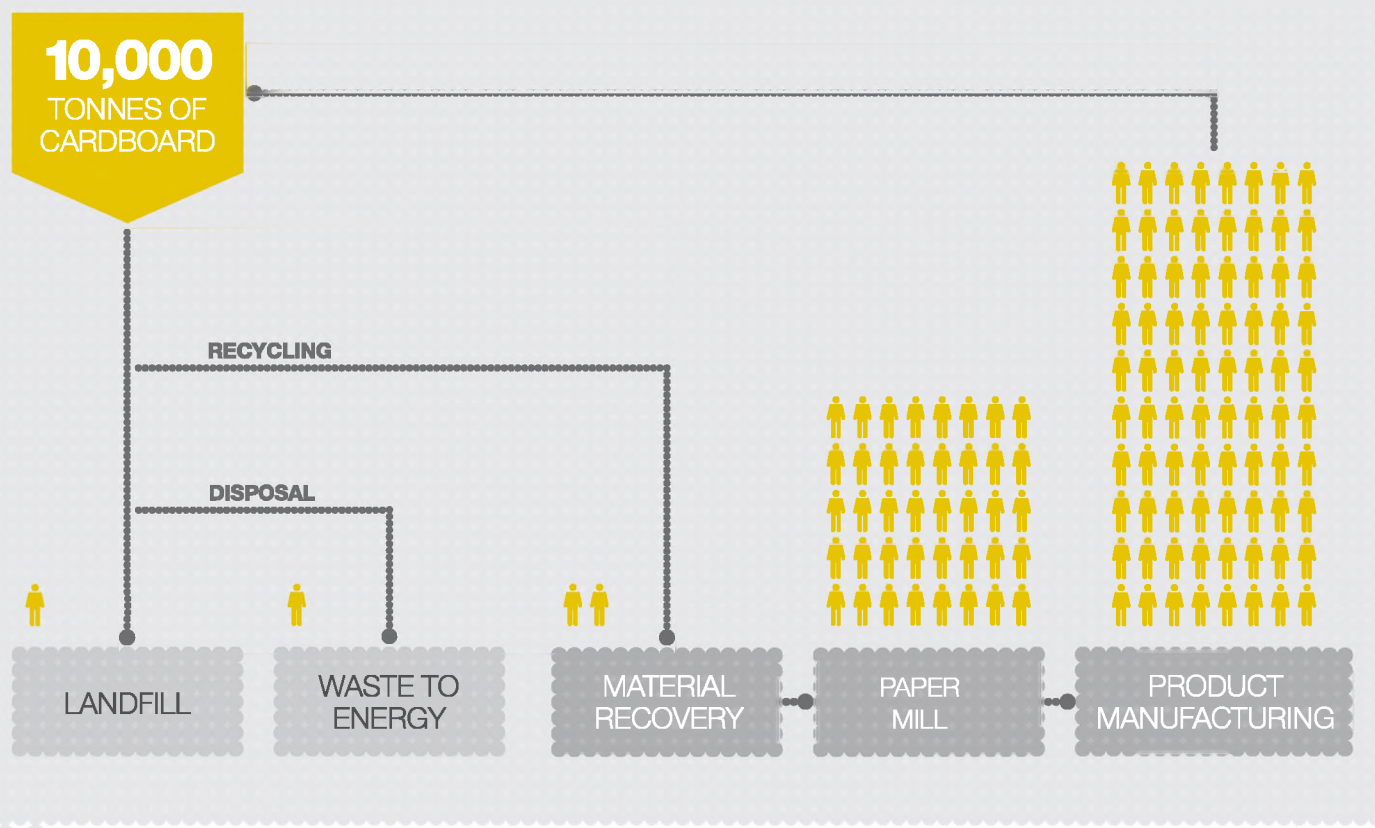 10,000
TONNES OF
CARDBOARD
RECYCLING
DISPOSAL
LANDFILL
WASTE TO
ENERGY
MATERIAL
RECOVERY
PAPER
MILL
PRODUCT
MANUFACTURING